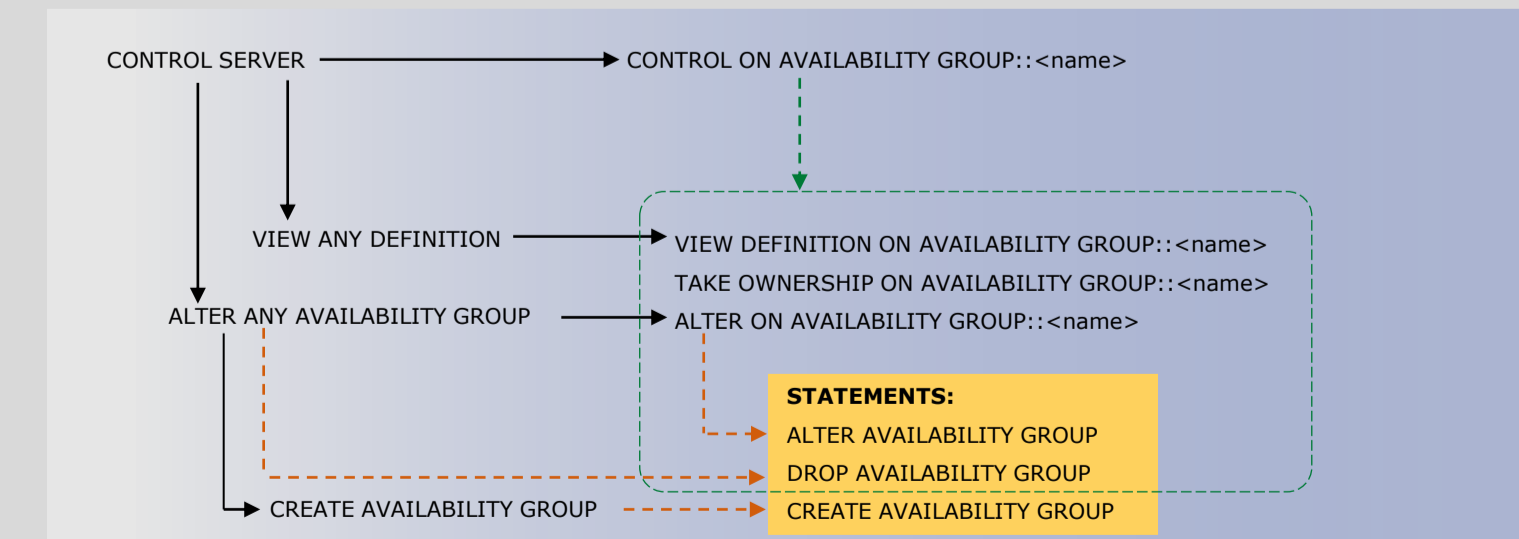 CONTROL SERVER
CONTROL ON AVAILABILITY GROUP::<name>
VIEW ANY DEFINITION
VIEW DEFINITION ON AVAILABILITY GROUP::<name>
TAKE OWNERSHIP ON AVAILABILITY GROUP::<name>
ALTER ANY AVAILABILITY GROUP
ALTER ON AVAILABILITY GROUP::<name>
STATEMENTS:
ALTER AVAILABILITY GROUP
DROP AVAILABILITY GROUP
CREATE AVAILABILITY GROUP
CREATE AVAILABILITY GROUP